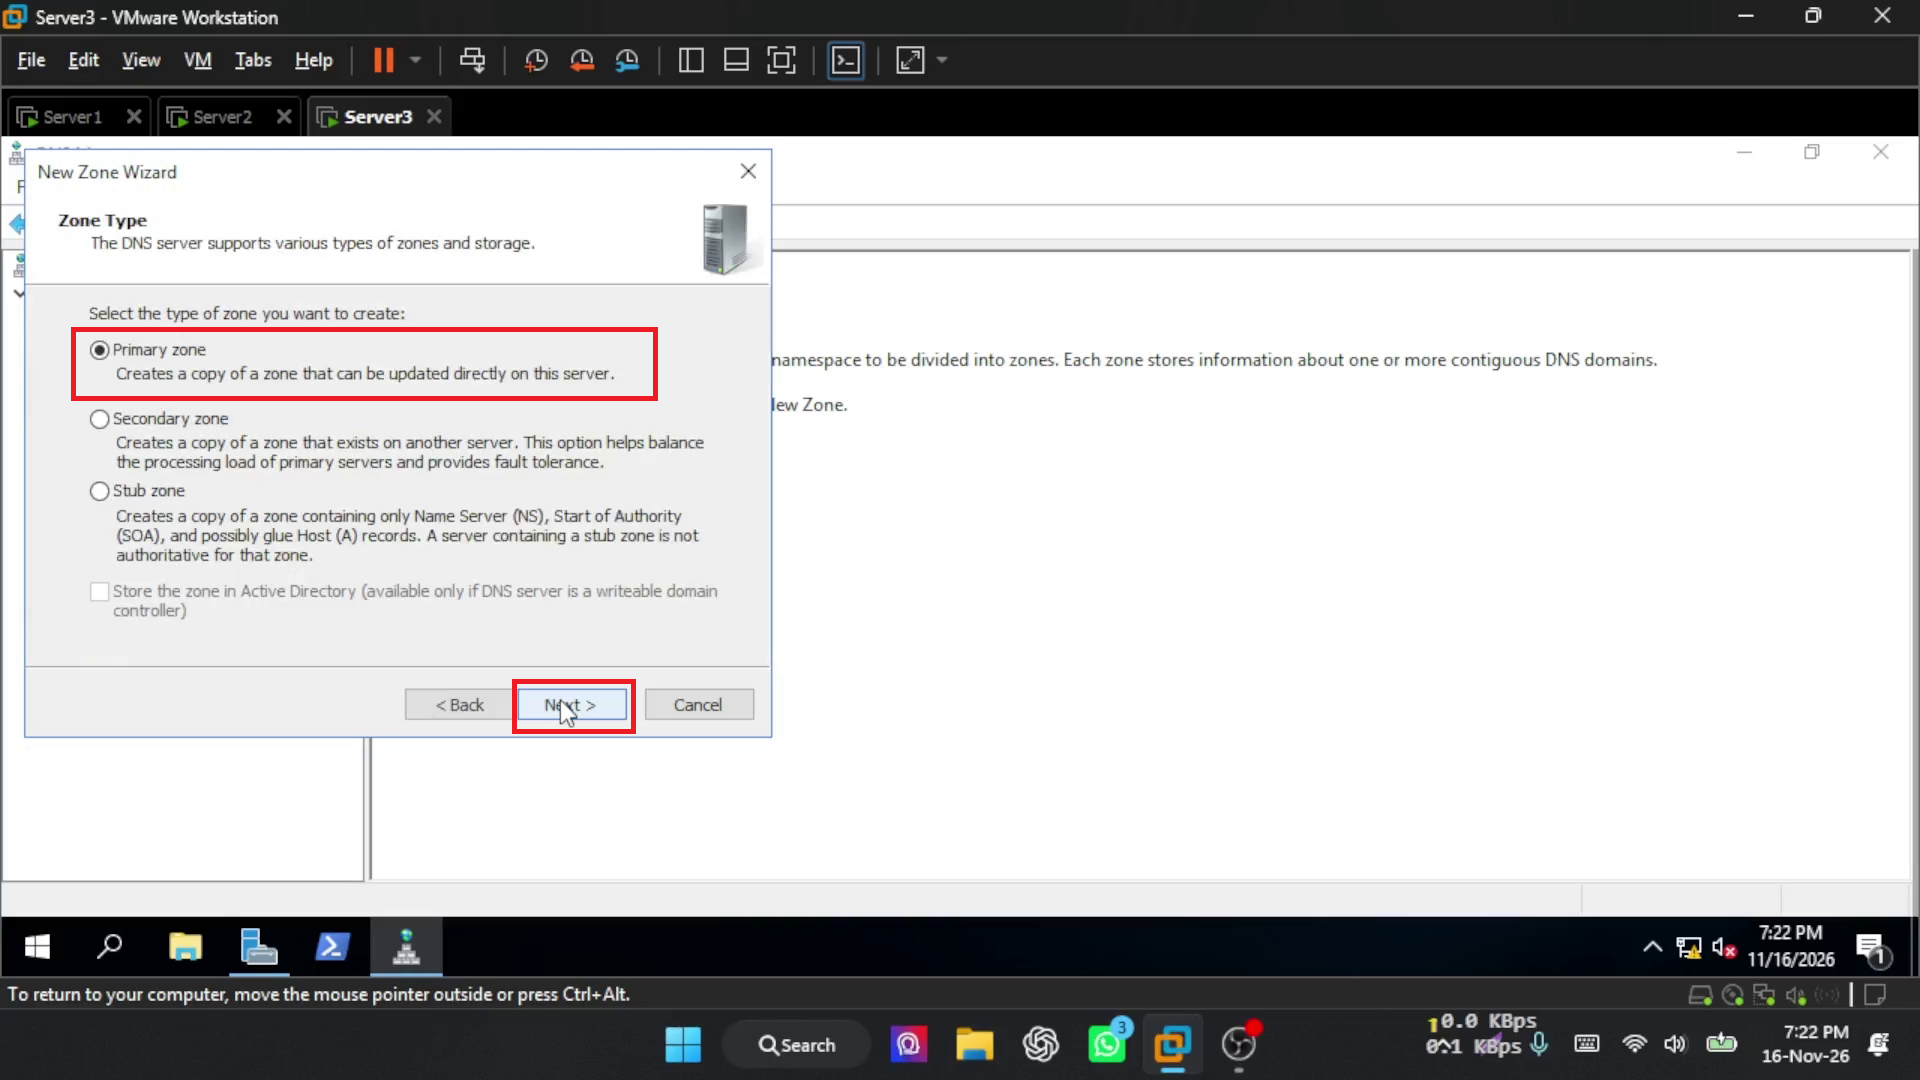 Server3 - VMware Workstation
File Edit View VM Tabs Help
Server1 Server2 Server3
New Zone Wizard
Zone Type
The DNS server supports various types of zones and storage.
Select the type of zone you want to create:
Primary zone
Creates a copy of a zone that can be updated directly on this server.
namespace to be divided into zones. Each zone stores information about one or more contiguous DNS domains.
Secondary zone
ew Zone.
Creates a copy of a zone that exists on another server. This option helps balance
the processing load of primary servers and provides fault tolerance.
Stub zone
Creates a copy of a zone containing only Name Server (NS), Start of Authority
(SOA), and possibly glue Host (A) records. A server containing a stub zone is not
authoritative for that zone.
Store the zone in Active Directory (available only if DNS server is a writeable domain
controller)
< Back Next > Cancel
7:22 PM
11/16/2026
1
To return to your computer, move the mouse pointer outside or press Ctrl+Alt.
Search
3
0.0 KBps
0.1 KBps
7:22 PM
16-Nov-26